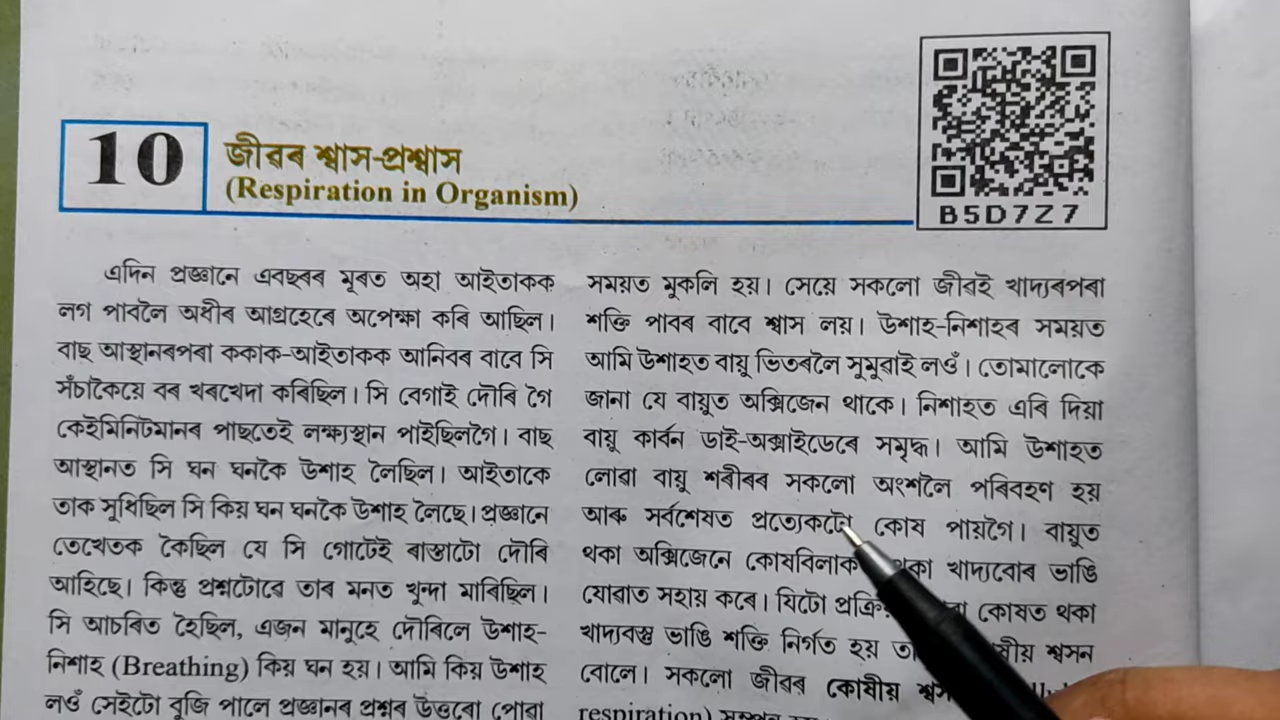 10
জীৱৰ শ্বাস-প্ৰশ্বাস
(Respiration in Organism)
B5D7Z7
এদিন প্ৰজ্ঞানে এবছৰৰ মূৰত অহা আইতাকক
লগ পাবলৈ অধীৰ আগ্ৰহেৰে অপেক্ষা কৰি আছিল।
বাছ আস্থানৰপৰা ককাক-আইতাকক আনিবৰ বাবে সি
সঁচাকৈয়ে বৰ খৰখেদা কৰিছিল। সি বেগাই দৌৰি গৈ
কেইমিনিটমানৰ পাছতেই লক্ষ্যস্থান পাইছিলগৈ। বাছ
আস্থানত সি ঘন ঘনকৈ উশাহ লৈছিল। আইতাকে
তাক সুধিছিল সি কিয় ঘন ঘনকৈ উশাহ লৈছে। প্ৰজ্ঞানে
তেখেতক কৈছিল যে সি গোটেই ৰাস্তাটো দৌৰি
আহিছে। কিন্তু প্ৰশ্নটোৱে তাৰ মনত খুন্দা মাৰিছিল।
সি আচৰিত হৈছিল, এজন মানুহে দৌৰিলে উশাহ-
নিশাহ (Breathing) কিয় ঘন হয়। আমি কিয় উশাহ
লওঁ সেইটো বুজি পালে প্ৰজ্ঞানৰ প্ৰশ্নৰ উত্তৰো পোৱা
সময়ত মুকলি হয়। সেয়ে সকলো জীৱই খাদ্যৰপৰা
শক্তি পাবৰ বাবে শ্বাস লয়। উশাহ-নিশাহৰ সময়ত
আমি উশাহত বায়ু ভিতৰলৈ সুমুৱাই লওঁ। তোমালোকে
জানা যে বায়ুত অক্সিজেন থাকে। নিশাহত এৰি দিয়া
বায়ু কাৰ্বন ডাই-অক্সাইডেৰে সমৃদ্ধ। আমি উশাহত
লোৱা বায়ু শৰীৰৰ সকলো অংশলৈ পৰিবহণ হয়
আৰু সৰ্বশেষত প্ৰত্যেকটো কোষ পায়গৈ। বায়ুত
থকা অক্সিজেনে কোষবিলাকত থকা খাদ্যবোৰ ভাঙি
যোৱাত সহায় কৰে। যিটো কোষত থকা
খাদ্যবস্তু ভাঙি শক্তি নিৰ্গত হয় শ্বসন
বোলে। সকলো জীৱৰ কোষীয়
respiration)